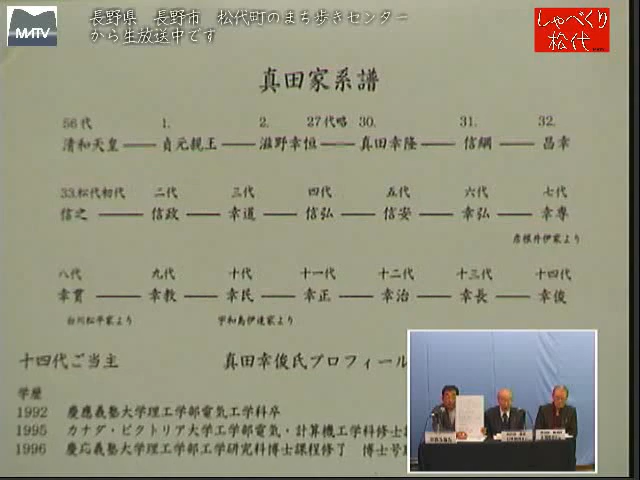 長野県　長野市　松代町のまち歩きセンター
から生放送中です
MATV
しゃべくり
松代
真田家系譜
56代 1. 2. 27代略 30. 31. 32.
清和天皇 貞元親王 滋野幸恒 真田幸隆 信綱 昌幸
33.松代初代 二代 三代 四代 五代 六代 七代
信之 信政 幸道 信弘 信安 幸弘 幸専
彦根井伊家より
八代 九代 十代 十一代 十二代 十三代 十四代
幸貫 幸教 幸民 幸正 幸治 幸長 幸俊
白川松平家より 宇和島伊達家より
十四代ご当主 真田幸俊氏プロフィール
学歴
1992 慶應義塾大学理工学部電気工学科卒
1995 カナダ・ビクトリア大学工学部電気・計算機工学科修士
1996 慶応義塾大学理工学部工学研究科博士課程修了 博士号